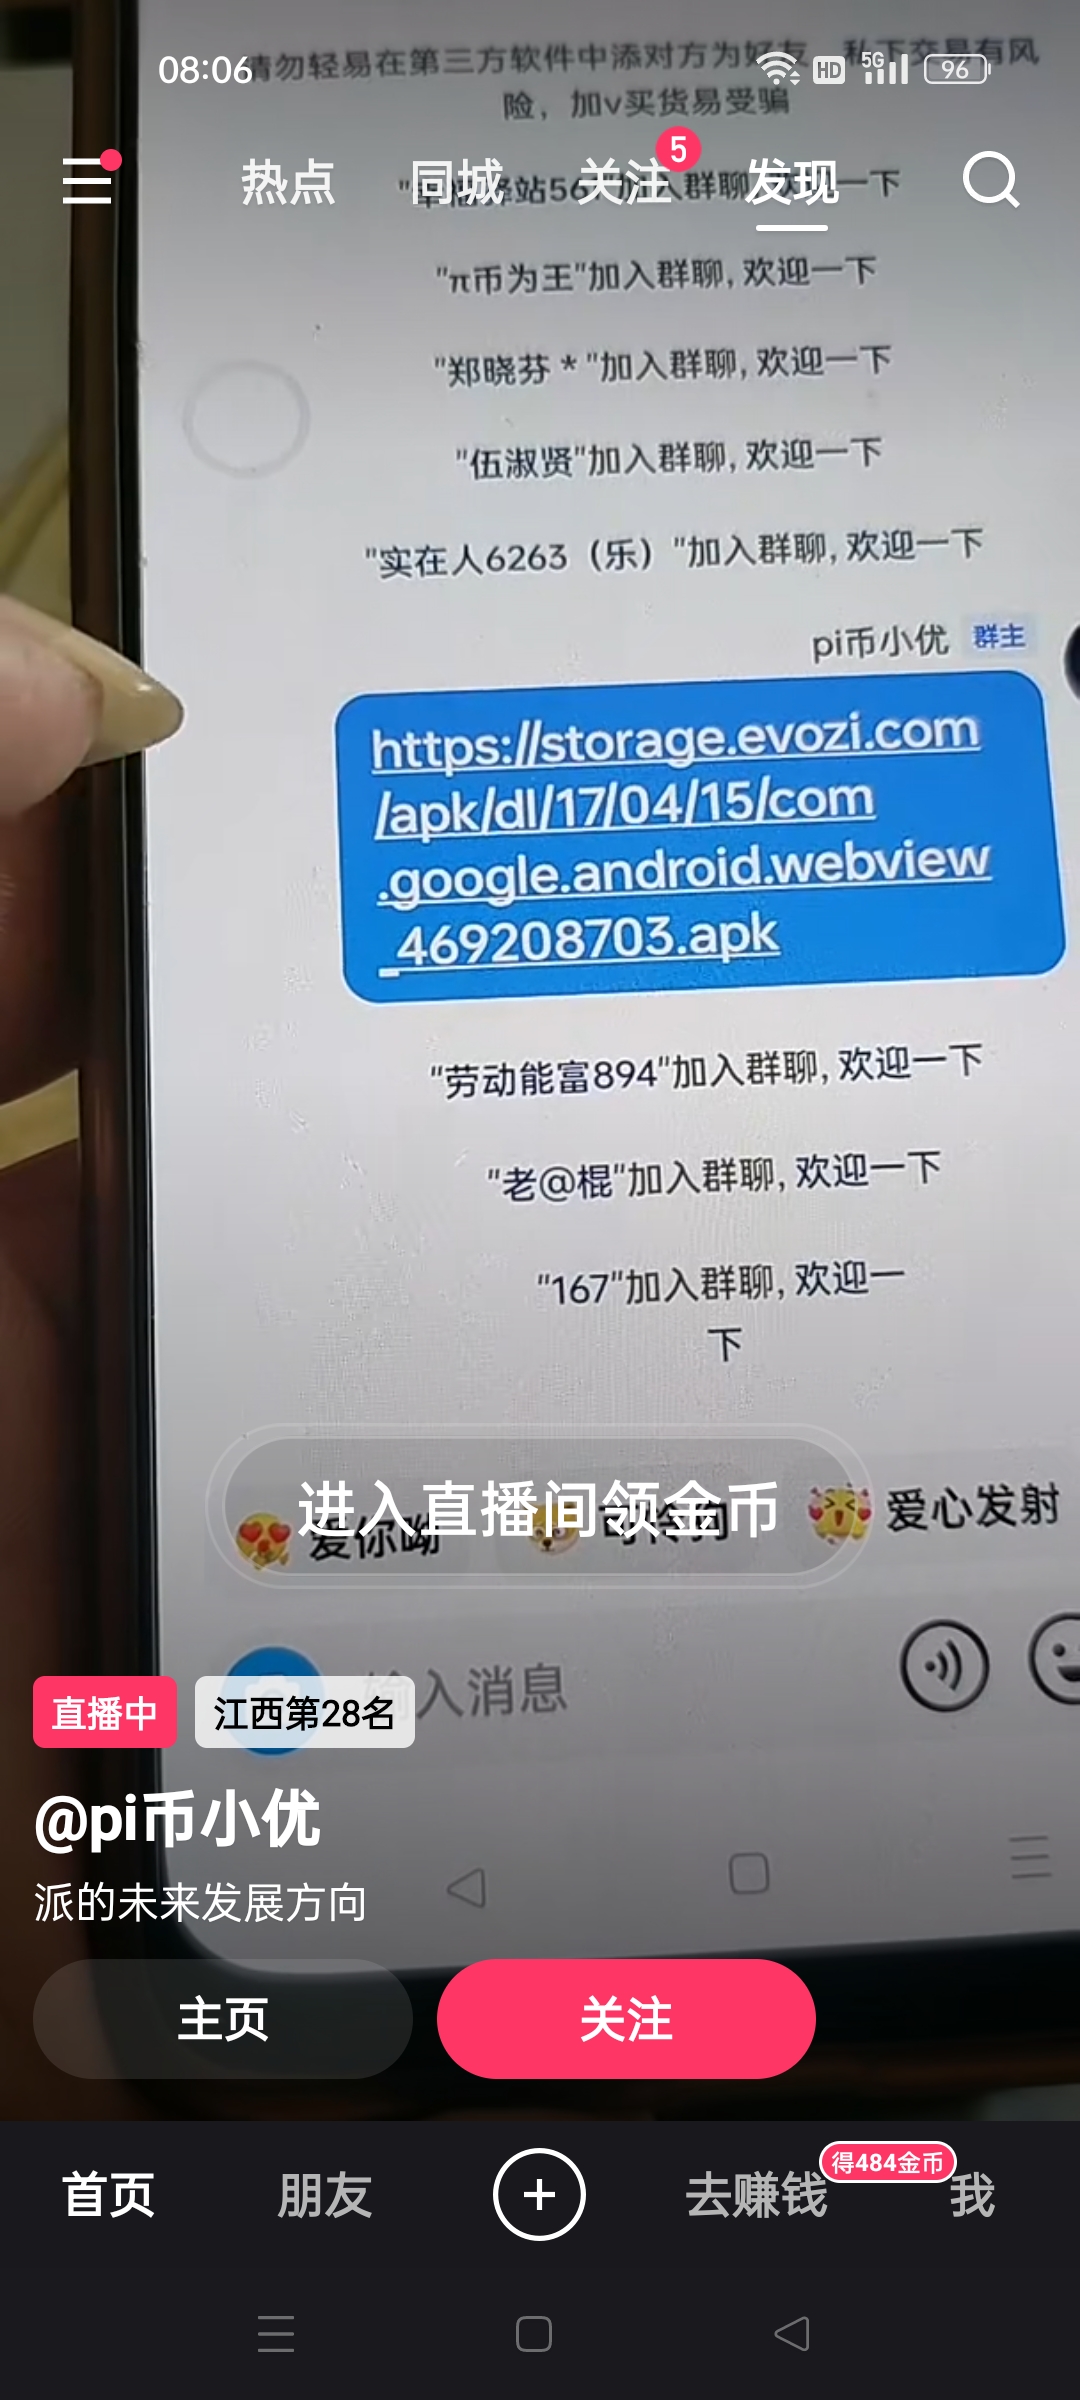 08:06
HD
5G
96
请勿轻易在第三方软件中添对方为好友，私下交易有风
险，加v买货易受骗
热点
同城
关注
5
发现
加入群聊
一下
"π币为王"加入群聊,欢迎一下
"郑晓芬 * "加入群聊,欢迎一下
"伍淑贤"加入群聊,欢迎一下
"实在人6263（乐）"加入群聊,欢迎一下
pi币小优 群主
https://storage.evozi.com
/apk/dl/17/04/15/com
.google.android.webview
_469208703.apk
"劳动能富894"加入群聊,欢迎一下
"老@棍"加入群聊,欢迎一下
"167"加入群聊,欢迎一
下
进入直播间领金币
爱你呦
爱心发射
输入消息
直播中
江西第28名
@pi币小优
派的未来发展方向
主页
关注
首页
朋友
去赚钱
得484金币
我